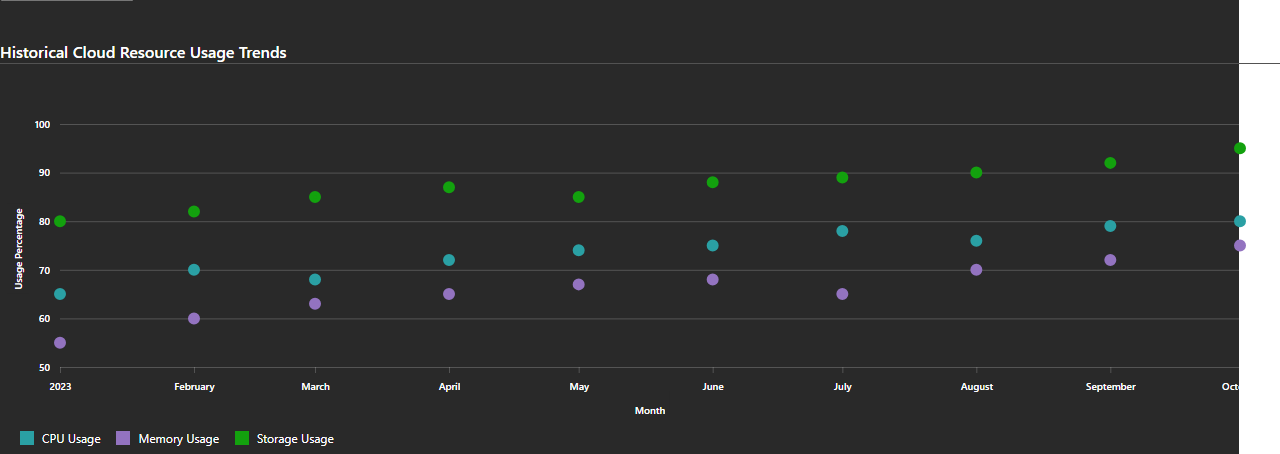 Historical Cloud Resource Usage Trends
100
90
80
70
60
50
Usage Percentage
2023 February March April May June July August September Oct
Month
CPU Usage Memory Usage Storage Usage